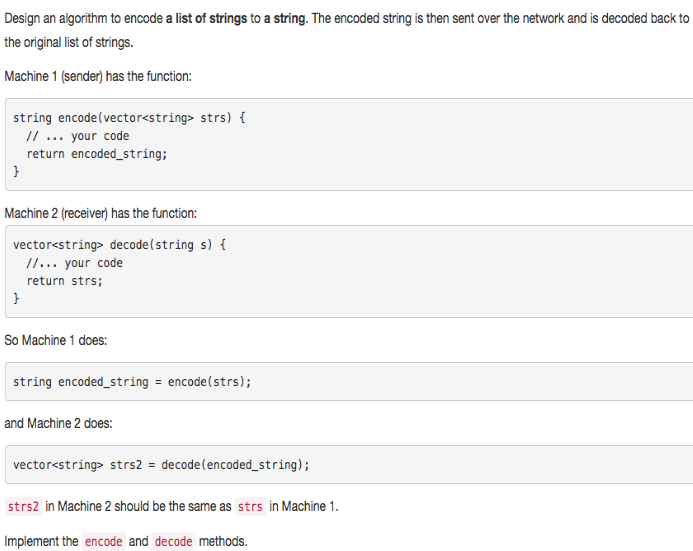 Design an algorithm to encode a list of strings to a string. The encoded string is then sent over the network and is decoded back to
the original list of strings.
Machine 1 (sender) has the function:
string encode(vector<string> strs) {
  // ... your code
  return encoded_string;
}
Machine 2 (receiver) has the function:
vector<string> decode(string s) {
  //... your code
  return strs;
}
So Machine 1 does:
string encoded_string = encode(strs);
and Machine 2 does:
vector<string> strs2 = decode(encoded_string);
strs2 in Machine 2 should be the same as strs in Machine 1.
Implement the encode and decode methods.